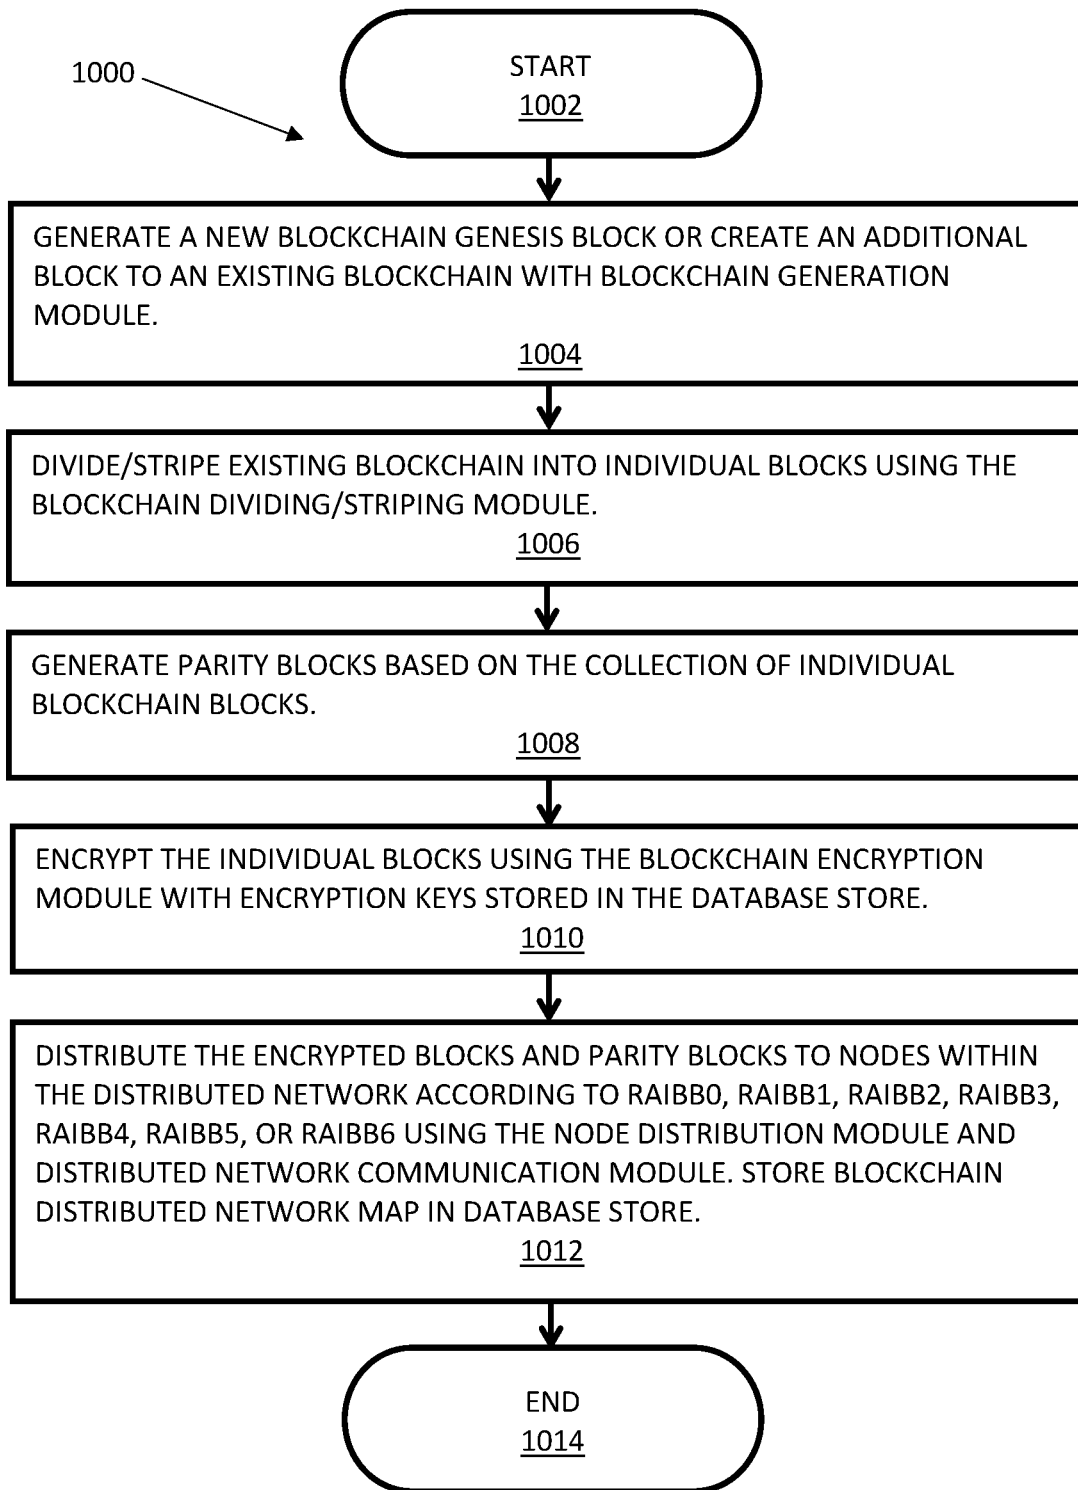 START
1002
1000
GENERATE A NEW BLOCKCHAIN GENESIS BLOCK OR CREATE AN ADDITIONAL
BLOCK TO AN EXISTING BLOCKCHAIN WITH BLOCKCHAIN GENERATION
MODULE.
1004
DIVIDE/STRIPE EXISTING BLOCKCHAIN INTO INDIVIDUAL BLOCKS USING THE
BLOCKCHAIN DIVIDING/STRIPING MODULE.
1006
GENERATE PARITY BLOCKS BASED ON THE COLLECTION OF INDIVIDUAL
BLOCKCHAIN BLOCKS.
1008
ENCRYPT THE INDIVIDUAL BLOCKS USING THE BLOCKCHAIN ENCRYPTION
MODULE WITH ENCRYPTION KEYS STORED IN THE DATABASE STORE.
1010
DISTRIBUTE THE ENCRYPTED BLOCKS AND PARITY BLOCKS TO NODES WITHIN
THE DISTRIBUTED NETWORK ACCORDING TO RAIBB0, RAIBB1, RAIBB2, RAIBB3,
RAIBB4, RAIBB5, OR RAIBB6 USING THE NODE DISTRIBUTION MODULE AND
DISTRIBUTED NETWORK COMMUNICATION MODULE. STORE BLOCKCHAIN
DISTRIBUTED NETWORK MAP IN DATABASE STORE.
1012
END
1014